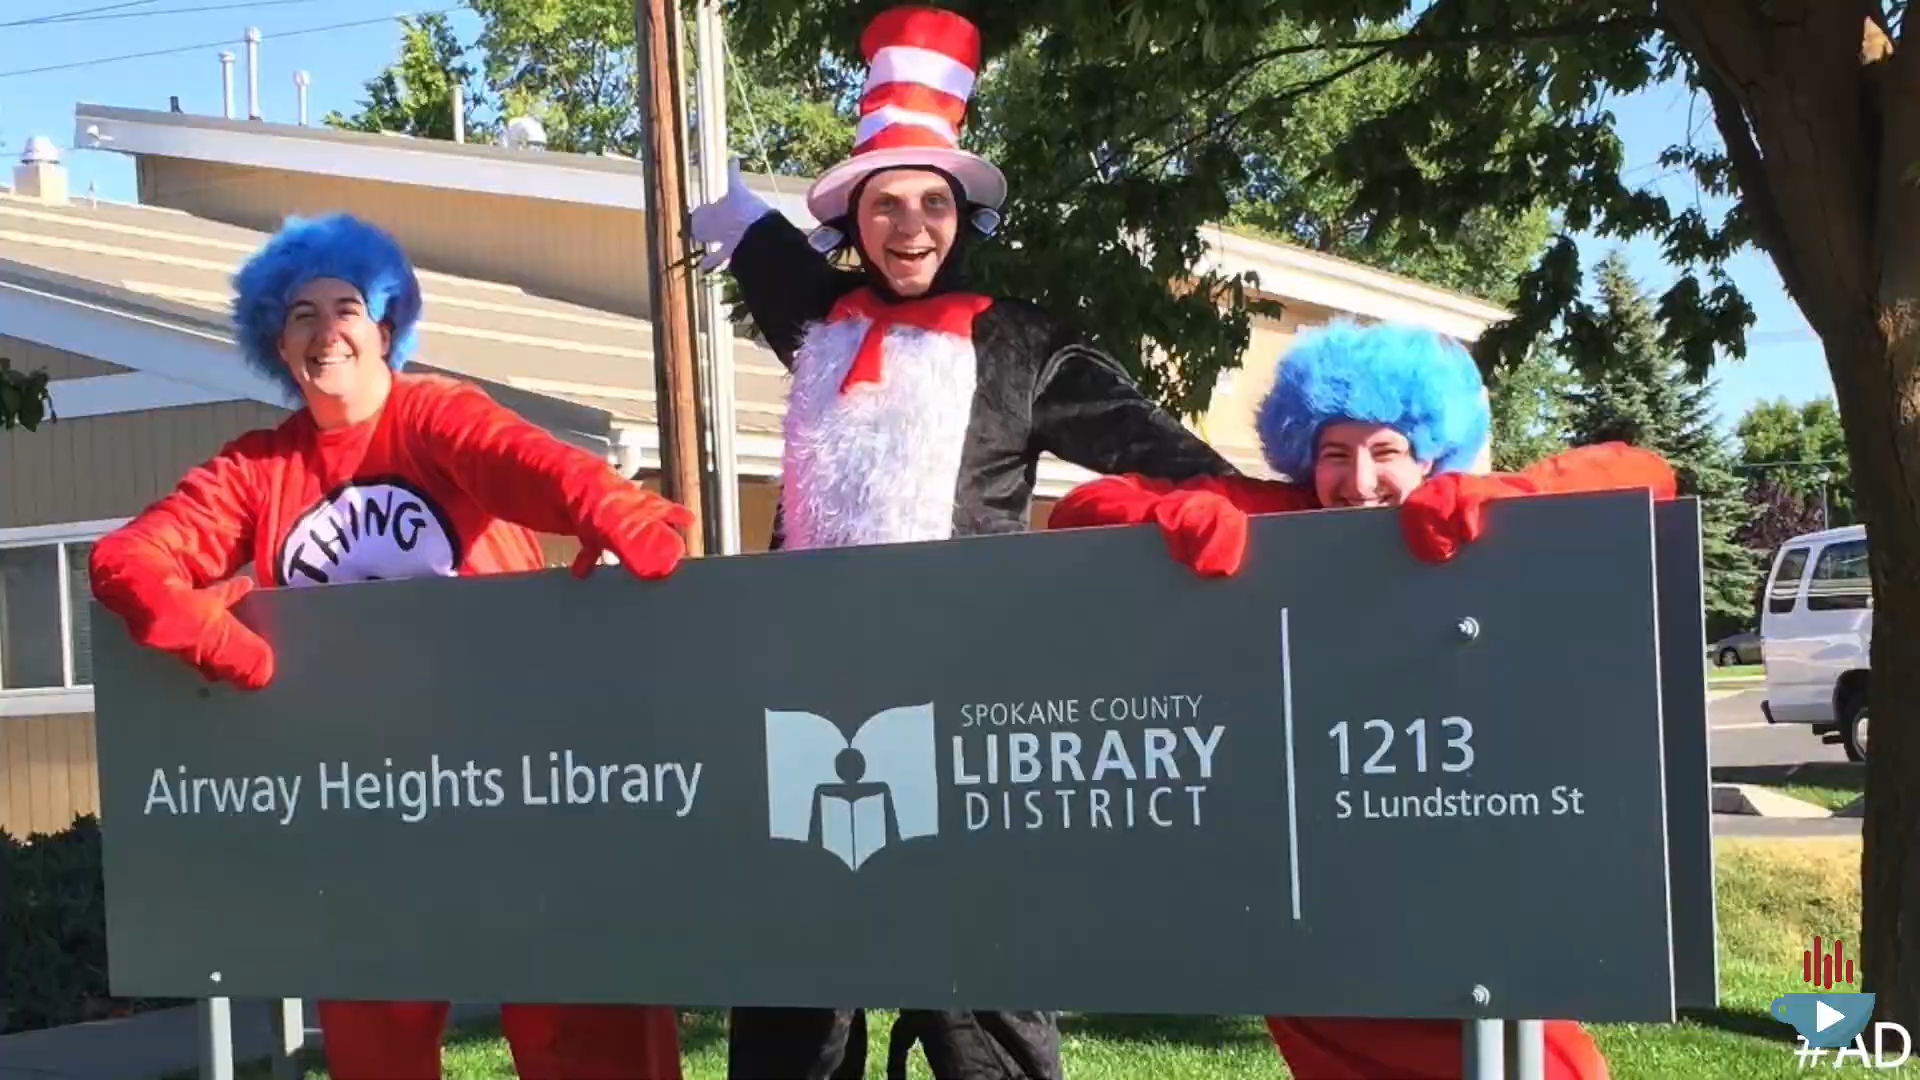 THING
Airway Heights Library
SPOKANE COUNTY
LIBRARY
DISTRICT
1213
S Lundstrom St
#AD